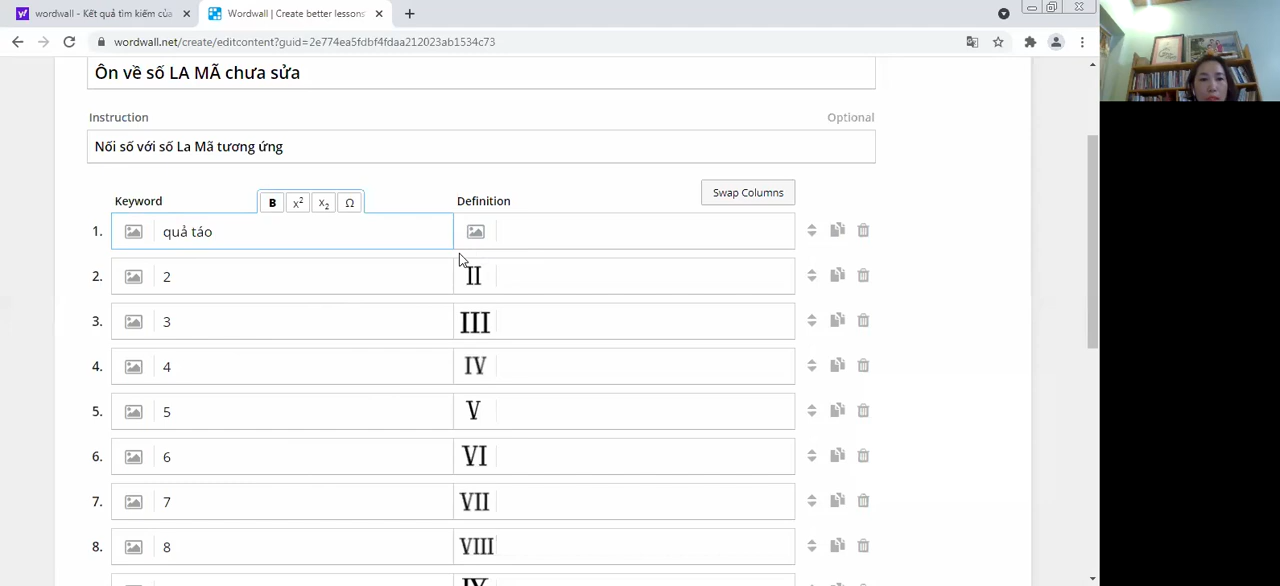 wordwall - Kết quả tìm kiếm của
Wordwall | Create better lessons
wordwall.net/create/editcontent?guid=2e774ea5fdbf4fdaa212023ab1534c73
Ôn về số LA MÃ chưa sửa
Instruction
Optional
Nối số với số La Mã tương ứng
Swap Columns
Keyword B x² x₂ Ω Definition
1. quả táo
2. 2 II
3. 3 III
4. 4 IV
5. 5 V
6. 6 VI
7. 7 VII
8. 8 VIII